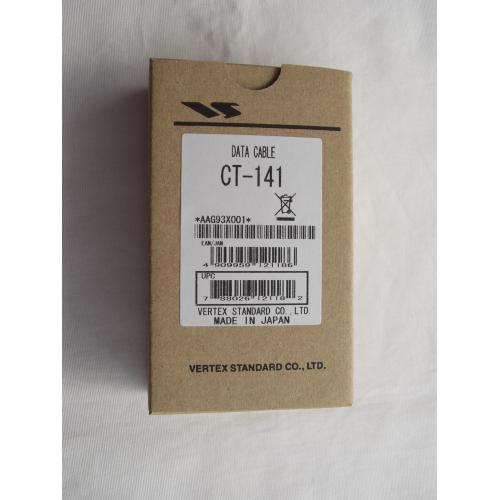 VS
DATA CABLE
CT-141
*AAG93X001*
EAN/JAN
4 909959 121186
UPC
7 88026 12118 2
VERTEX STANDARD CO., LTD.
MADE IN JAPAN
VERTEX STANDARD CO., LTD.